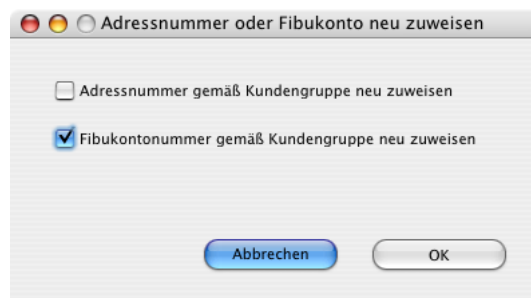 Adressnummer oder Fibukonto neu zuweisen
Adressnummer gemäß Kundengruppe neu zuweisen
Fibukontonummer gemäß Kundengruppe neu zuweisen
Abbrechen
OK